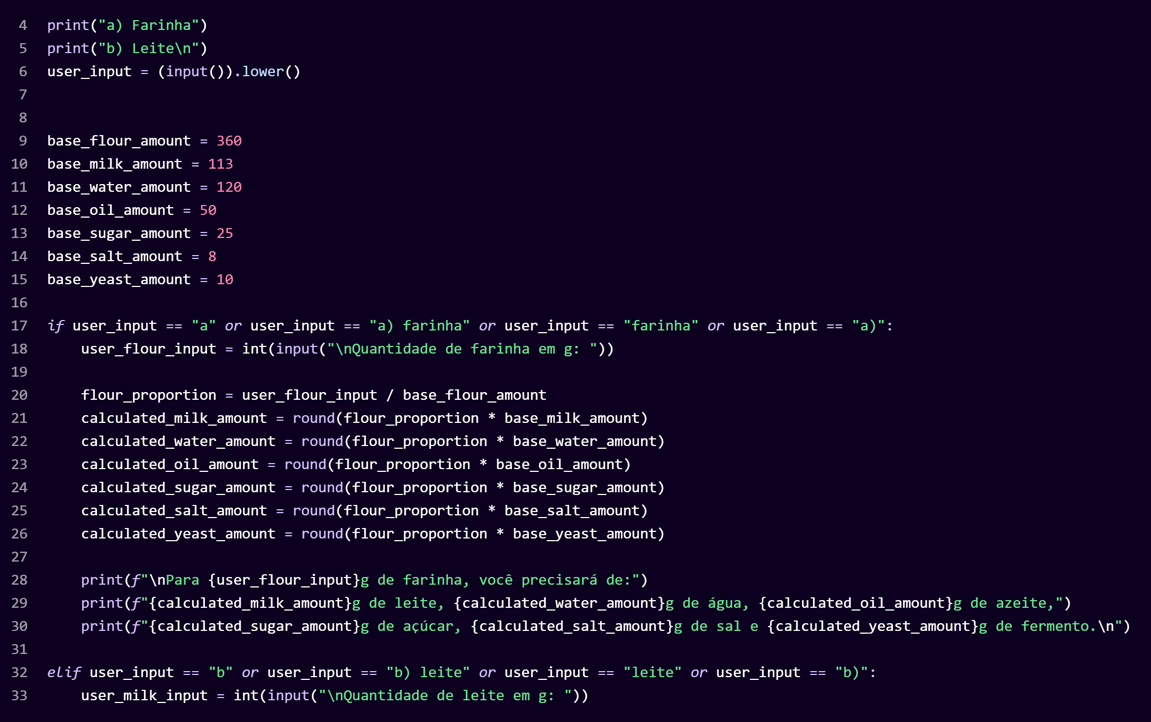 4 print("a) Farinha")
5 print("b) Leite\n")
6 user_input = (input()).lower()
7
8
9 base_flour_amount = 360
10 base_milk_amount = 113
11 base_water_amount = 120
12 base_oil_amount = 50
13 base_sugar_amount = 25
14 base_salt_amount = 8
15 base_yeast_amount = 10
16
17 if user_input == "a" or user_input == "a) farinha" or user_input == "farinha" or user_input == "a)":
18     user_flour_input = int(input("\nQuantidade de farinha em g: "))
19
20     flour_proportion = user_flour_input / base_flour_amount
21     calculated_milk_amount = round(flour_proportion * base_milk_amount)
22     calculated_water_amount = round(flour_proportion * base_water_amount)
23     calculated_oil_amount = round(flour_proportion * base_oil_amount)
24     calculated_sugar_amount = round(flour_proportion * base_sugar_amount)
25     calculated_salt_amount = round(flour_proportion * base_salt_amount)
26     calculated_yeast_amount = round(flour_proportion * base_yeast_amount)
27
28     print(f"\nPara {user_flour_input}g de farinha, você precisará de:")
29     print(f"{calculated_milk_amount}g de leite, {calculated_water_amount}g de água, {calculated_oil_amount}g de azeite,")
30     print(f"{calculated_sugar_amount}g de açúcar, {calculated_salt_amount}g de sal e {calculated_yeast_amount}g de fermento.\n")
31
32 elif user_input == "b" or user_input == "b) leite" or user_input == "leite" or user_input == "b)":
33     user_milk_input = int(input("\nQuantidade de leite em g: "))